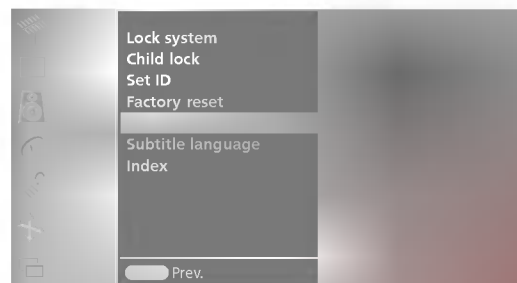 Lock system
Child lock
Set ID
Factory reset
Subtitle language
Index
Prev.